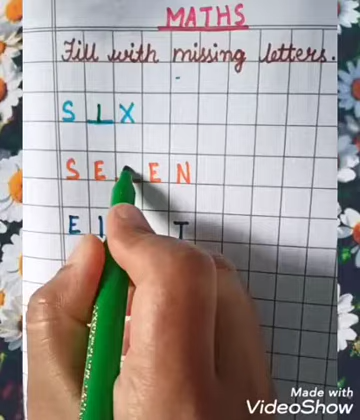 MATHS
Fill with missing letters.
S I X
S E E N
E I T
Made with
VideoShow